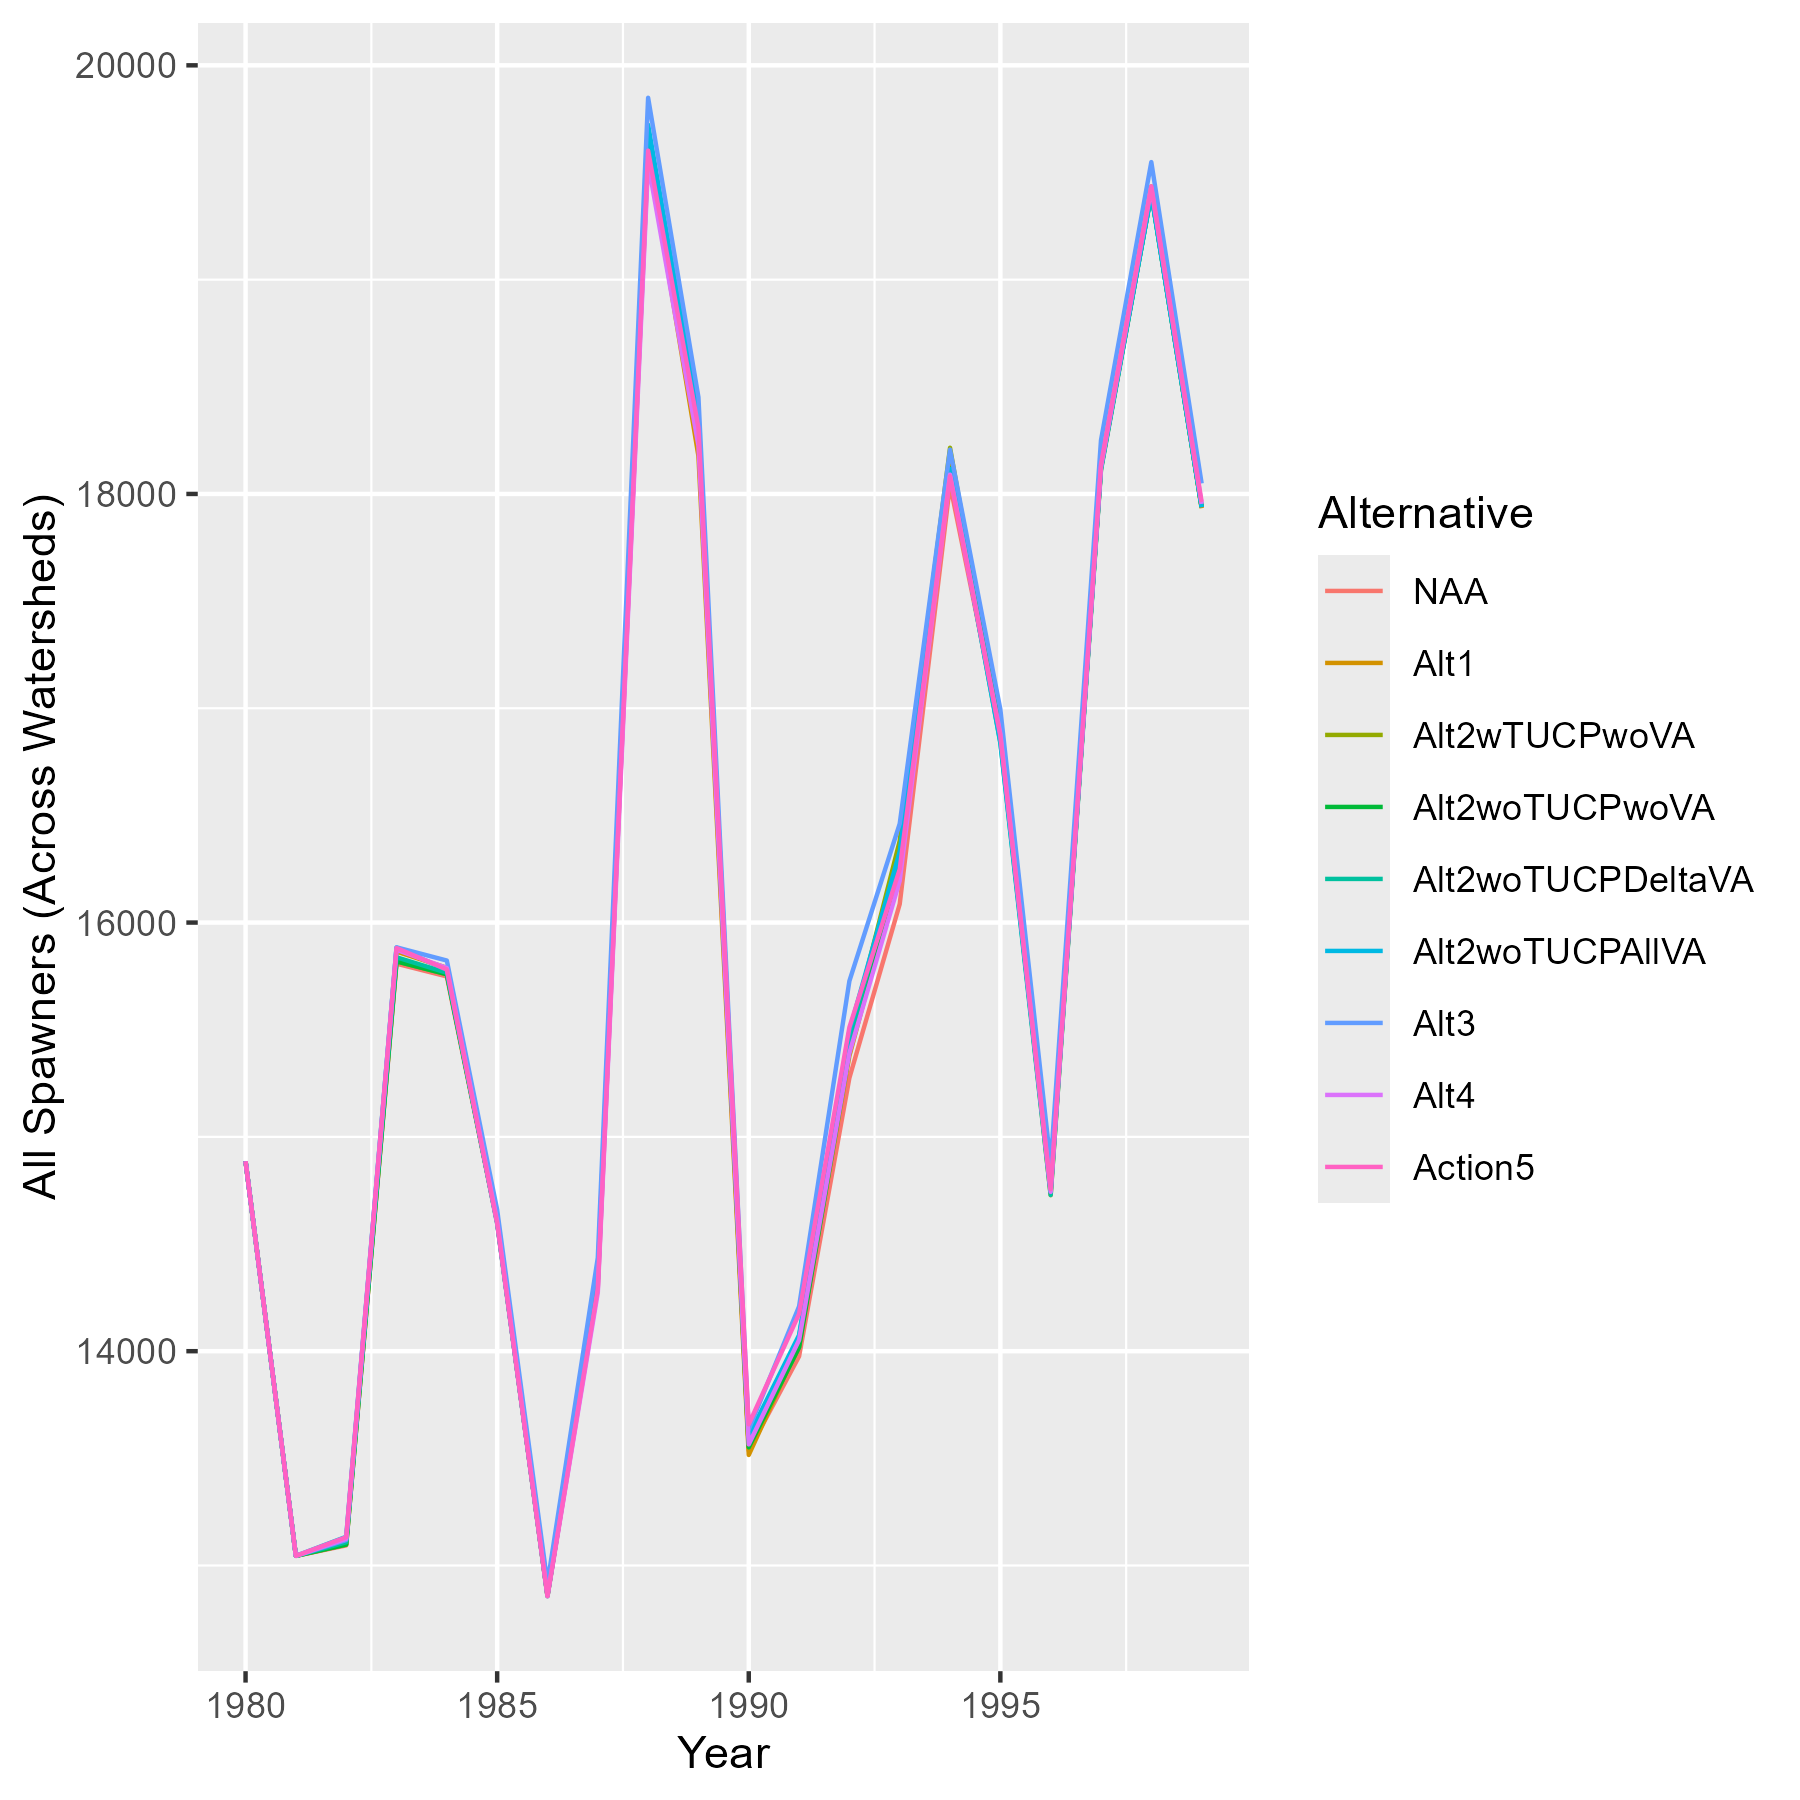 All Spawners (Across Watersheds)
20000
18000
16000
14000
1980
1985
1990
1995
Year
Alternative
NAA
Alt1
Alt2wTUCPwoVA
Alt2woTUCPwoVA
Alt2woTUCPDeltaVA
Alt2woTUCPAllVA
Alt3
Alt4
Action5